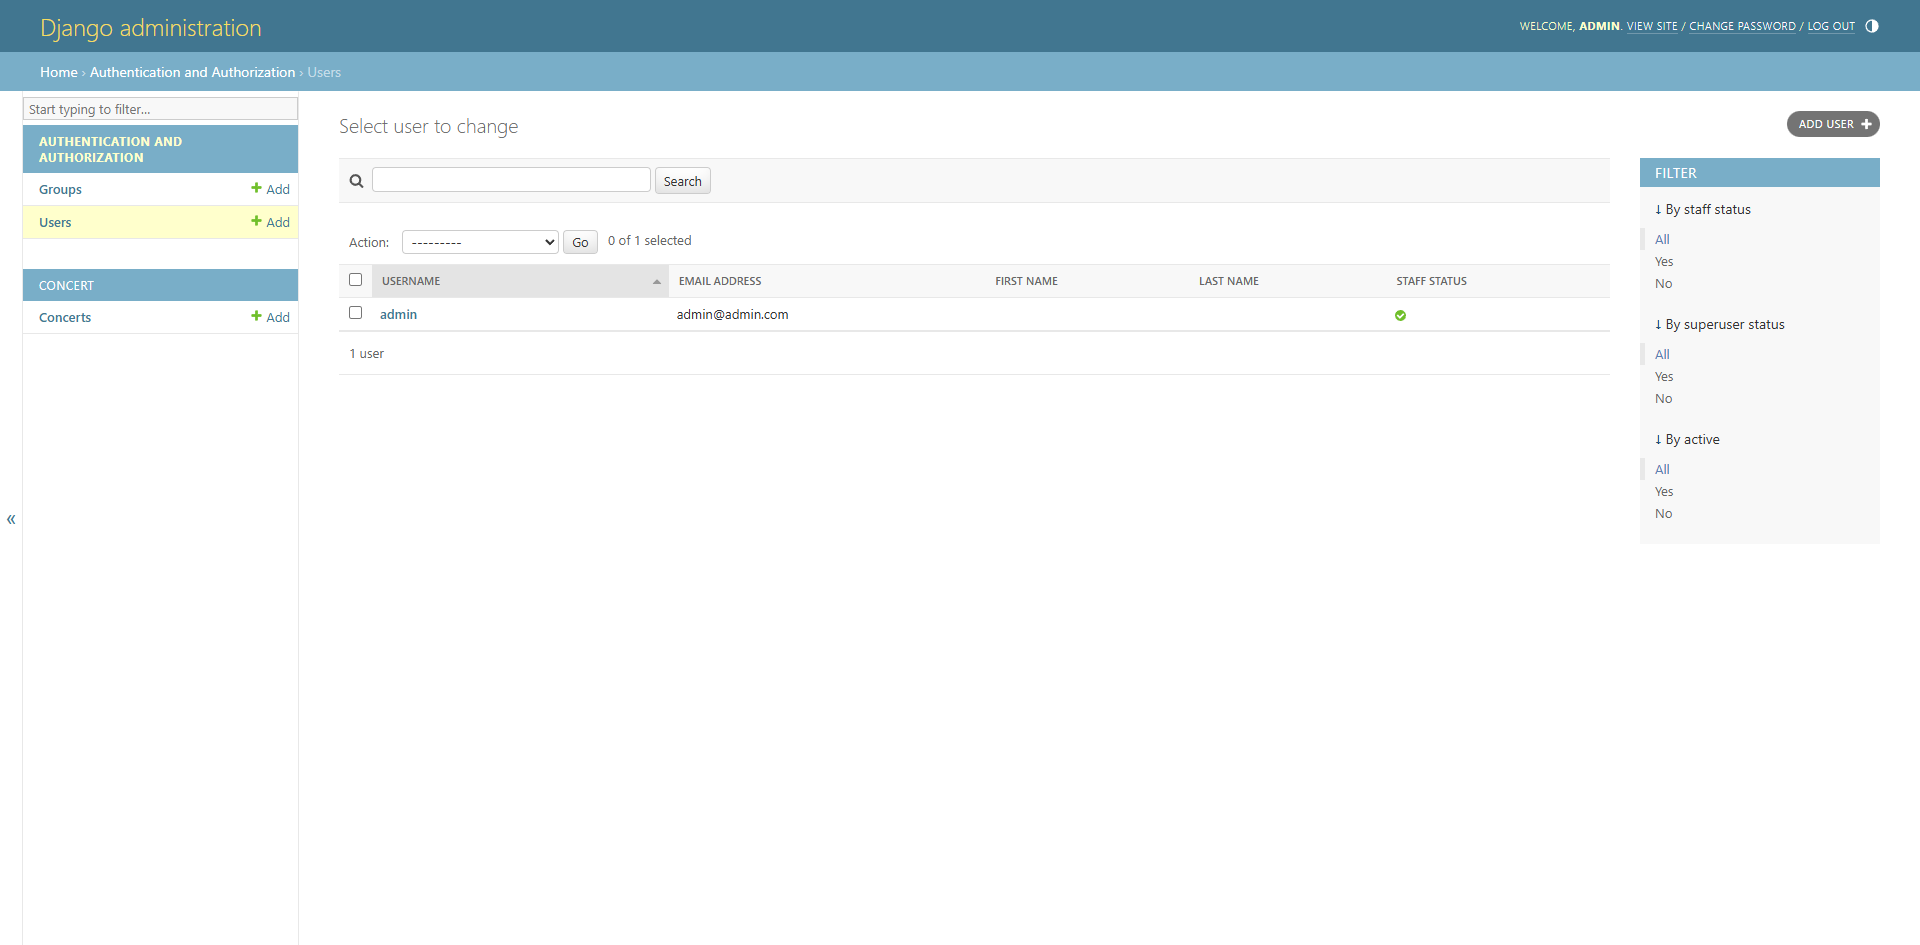 Django administration
WELCOME, ADMIN. VIEW SITE / CHANGE PASSWORD / LOG OUT
Home › Authentication and Authorization › Users
Start typing to filter...
AUTHENTICATION AND
AUTHORIZATION
Groups + Add
Users + Add
CONCERT
Concerts + Add
«
Select user to change
ADD USER +
Search
Action: --------- Go 0 of 1 selected
USERNAME EMAIL ADDRESS FIRST NAME LAST NAME STAFF STATUS
admin admin@admin.com
1 user
FILTER
↓ By staff status
All
Yes
No
↓ By superuser status
All
Yes
No
↓ By active
All
Yes
No